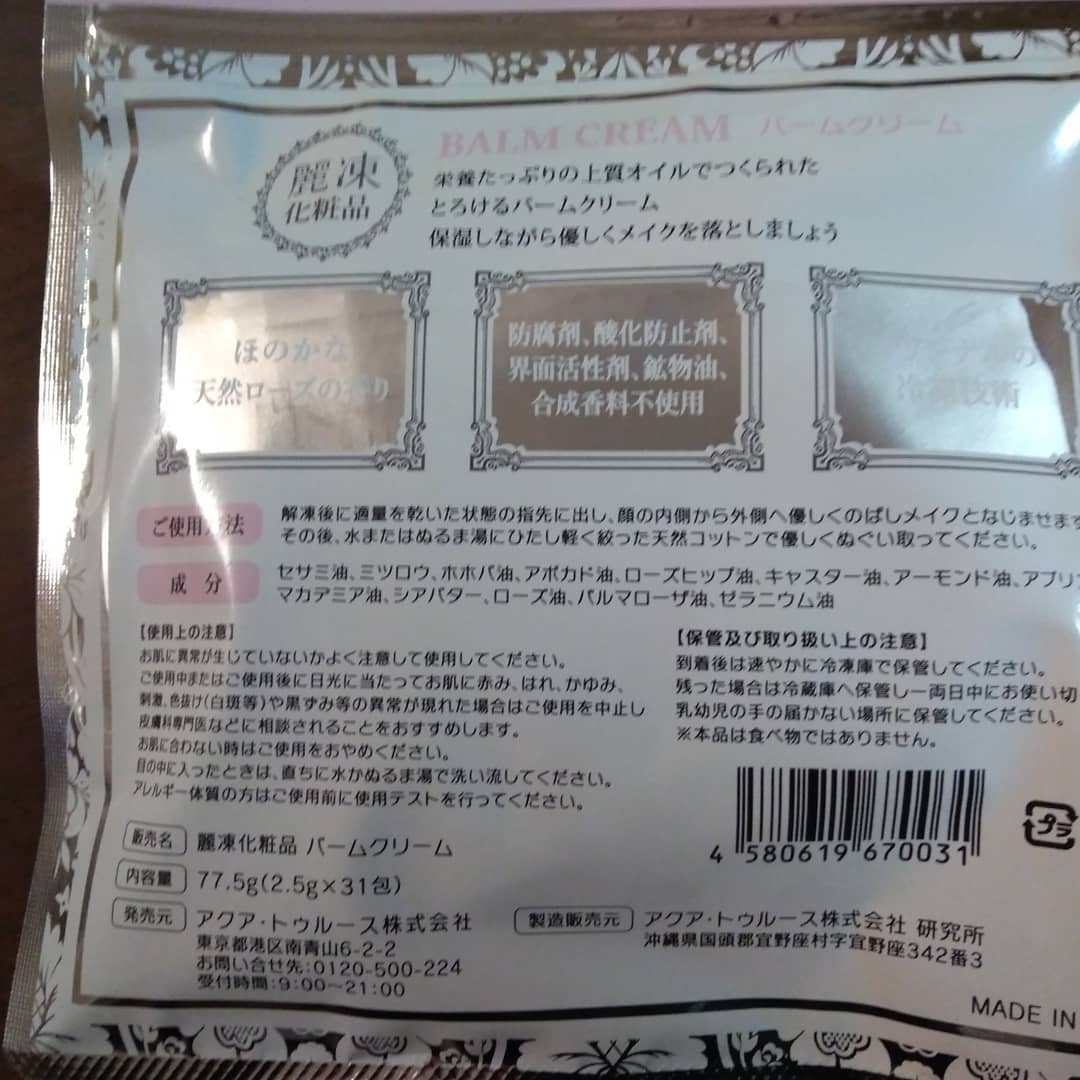 麗凍
化粧品
BALM CREAM バームクリーム
栄養たっぷりの上質オイルでつくられた
とろけるバームクリーム
保湿しながら優しくメイクを落としましょう
ほのかな
天然ローズの香り
防腐剤、酸化防止剤、
界面活性剤、鉱物油、
合成香料不使用
の
冷凍技術
ご使用方法
解凍後に適量を乾いた状態の指先に出し、顔の内側から外側へ優しくのばしメイクとなじませます
その後、水またはぬるま湯にひたし軽く絞った天然コットンで優しくぬぐい取ってください。
成分
セサミ油、ミツロウ、ホホバ油、アボカド油、ローズヒップ油、キャスター油、アーモンド油、アプリ
マカデミア油、シアバター、ローズ油、パルマローザ油、ゼラニウム油
【使用上の注意】
お肌に異常が生じていないかよく注意して使用してください。
ご使用中またはご使用後に日光に当たってお肌に赤み、はれ、かゆみ、
刺激、色抜け(白斑等)や黒ずみ等の異常が現れた場合はご使用を中止し
皮膚科専門医などに相談されることをおすすめします。
お肌に合わない時はご使用をおやめください。
目の中に入ったときは、直ちに水かぬるま湯で洗い流してください。
アレルギー体質の方はご使用前に使用テストを行ってください。
【保管及び取り扱い上の注意】
到着後は速やかに冷凍庫で保管してください。
残った場合は冷蔵庫へ保管し一両日中にお使い切
乳幼児の手の届かない場所に保管してください。
※本品は食べ物ではありません。
4 580619 670031
プラ
販売名 麗凍化粧品 バームクリーム
内容量 77.5g(2.5g×31包)
発売元 アクア・トゥルース株式会社
東京都港区南青山6-2-2
お問い合せ先:0120-500-224
受付時間:9:00~21:00
製造販売元 アクア・トゥルース株式会社 研究所
沖縄県国頭郡宜野座村字宜野座342番3
MADE IN